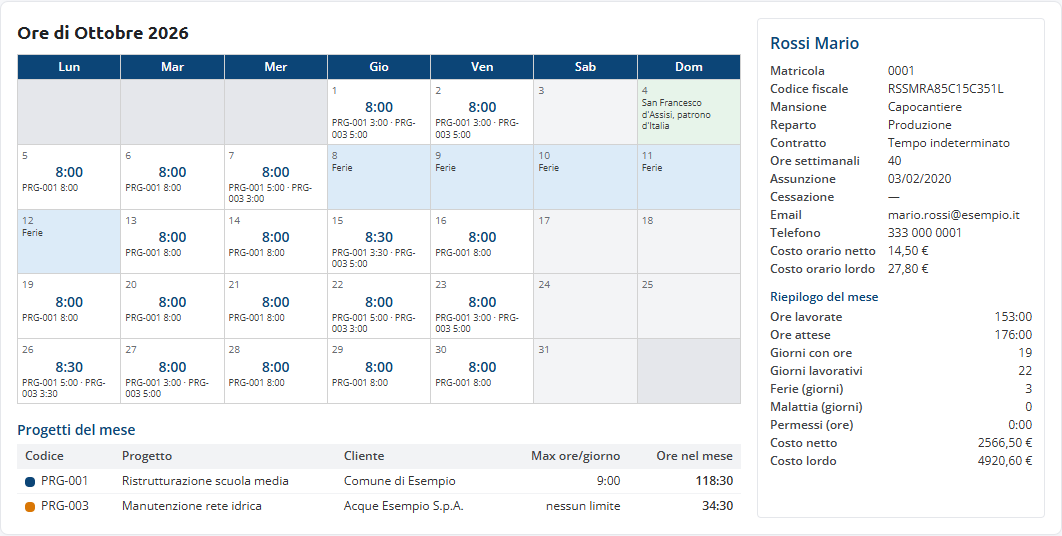 Ore di Ottobre 2026
Lun Mar Mer Gio Ven Sab Dom
1
8:00
PRG-001 3:00 · PRG-
003 5:00
2
8:00
PRG-001 3:00 · PRG-
003 5:00
3
4
San Francesco
d'Assisi, patrono
d'Italia
5
8:00
PRG-001 8:00
6
8:00
PRG-001 8:00
7
8:00
PRG-001 5:00 · PRG-
003 3:00
8
Ferie
9
Ferie
10
Ferie
11
Ferie
12
Ferie
13
8:00
PRG-001 8:00
14
8:00
PRG-001 8:00
15
8:30
PRG-001 3:30 · PRG-
003 5:00
16
8:00
PRG-001 8:00
17
18
19
8:00
PRG-001 8:00
20
8:00
PRG-001 8:00
21
8:00
PRG-001 8:00
22
8:00
PRG-001 5:00 · PRG-
003 3:00
23
8:00
PRG-001 3:00 · PRG-
003 5:00
24
25
26
8:30
PRG-001 5:00 · PRG-
003 3:30
27
8:00
PRG-001 3:00 · PRG-
003 5:00
28
8:00
PRG-001 8:00
29
8:00
PRG-001 8:00
30
8:00
PRG-001 8:00
31
Progetti del mese
Codice Progetto Cliente Max ore/giorno Ore nel mese
PRG-001 Ristrutturazione scuola media Comune di Esempio 9:00 118:30
PRG-003 Manutenzione rete idrica Acque Esempio S.p.A. nessun limite 34:30
Rossi Mario
Matricola 0001
Codice fiscale RSSMRA85C15C351L
Mansione Capocantiere
Reparto Produzione
Contratto Tempo indeterminato
Ore settimanali 40
Assunzione 03/02/2020
Cessazione —
Email mario.rossi@esempio.it
Telefono 333 000 0001
Costo orario netto 14,50 €
Costo orario lordo 27,80 €
Riepilogo del mese
Ore lavorate 153:00
Ore attese 176:00
Giorni con ore 19
Giorni lavorativi 22
Ferie (giorni) 3
Malattia (giorni) 0
Permessi (ore) 0:00
Costo netto 2566,50 €
Costo lordo 4920,60 €